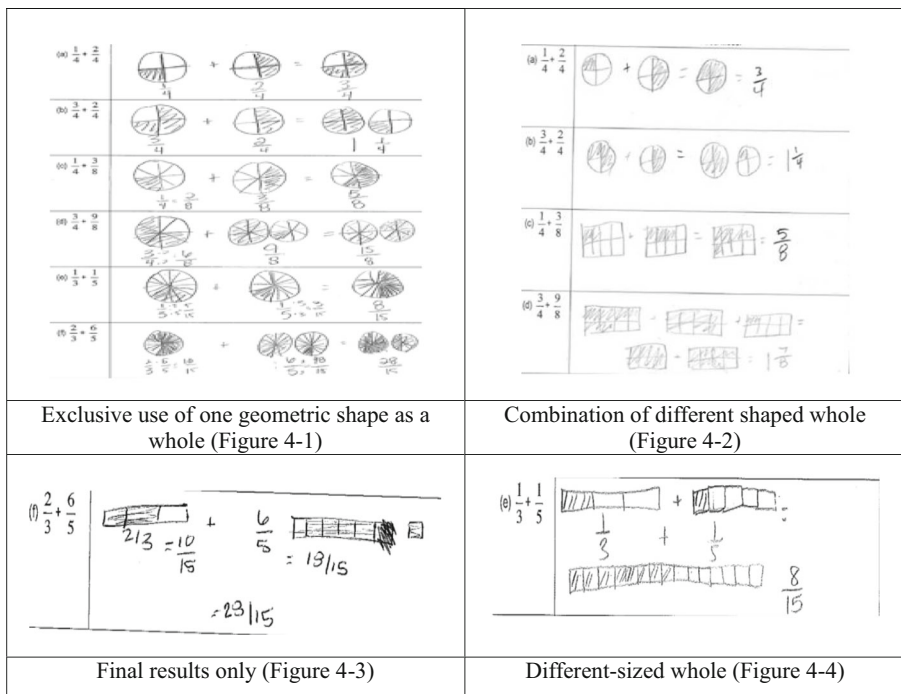 (a) 1/4 + 2/4
+ =
1/4 2/4 3/4
(b) 3/4 + 2/4
+ =
3/4 2/4 1 1/4
(c) 1/4 + 3/8
+ =
1/4 = 2/8 3/8 5/8
(d) 3/4 + 9/8
+ =
6/8 9/8 15/8
(e) 1/3 + 1/5
=
8/15
(f) 2/3 + 6/5
+ =
28/15
Exclusive use of one geometric shape as a
whole (Figure 4-1)
(a) 1/4 + 2/4
+ = = 3/4
(b) 3/4 + 2/4
= = 1 1/4
(c) 1/4 + 3/8
= = 5/8
(d) 3/4 + 9/8
=
= 1 7/8
Combination of different shaped whole
(Figure 4-2)
(f) 2/3 + 6/5
+ 6/5
2/3 = 10/15
= 19/15
= 29/15
Final results only (Figure 4-3)
(e) 1/3 + 1/5
+ =
1/3 + 1/5
8/15
Different-sized whole (Figure 4-4)